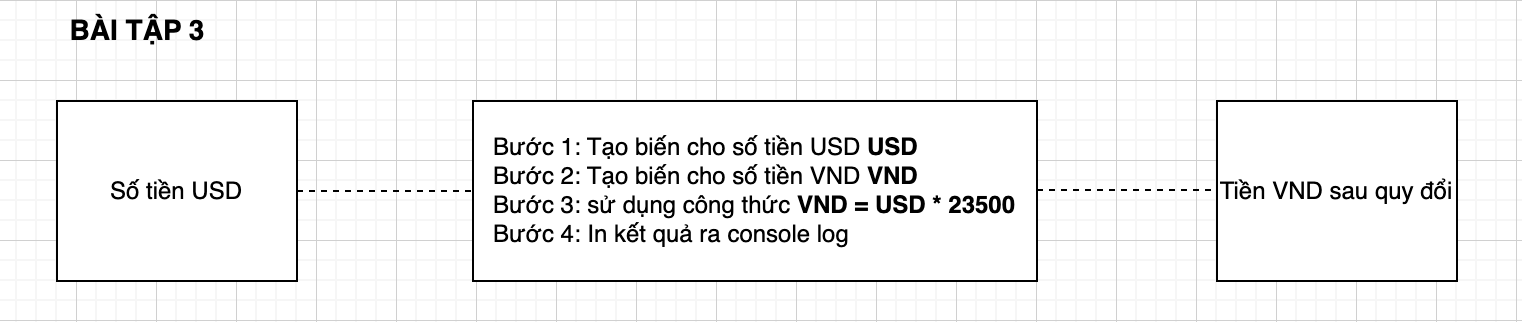 BÀI TẬP 3
Số tiền USD
Bước 1: Tạo biến cho số tiền USD USD
Bước 2: Tạo biến cho số tiền VND VND
Bước 3: sử dụng công thức VND = USD * 23500
Bước 4: In kết quả ra console log
Tiền VND sau quy đổi